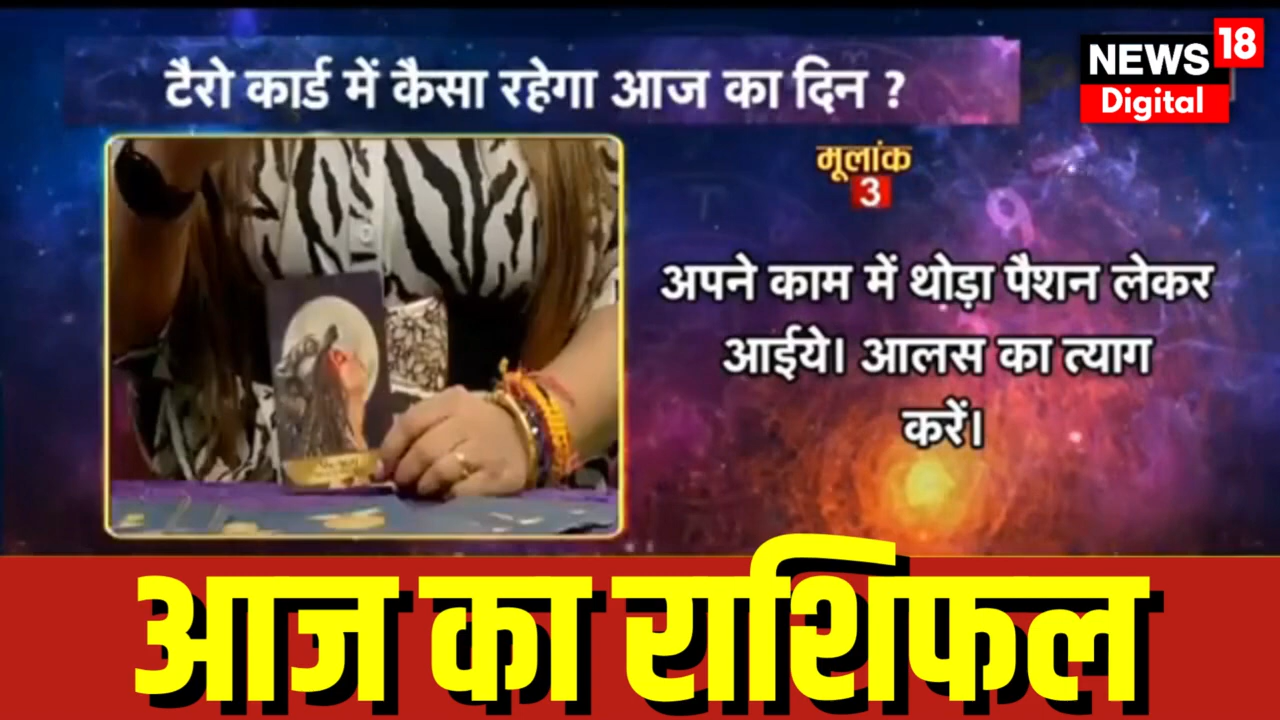 टैरो कार्ड में कैसा रहेगा आज का दिन ?
NEWS 18
Digital
मूलांक
3
अपने काम में थोड़ा पैशन लेकर
आईये। आलस का त्याग
करें।
आज का राशिफल